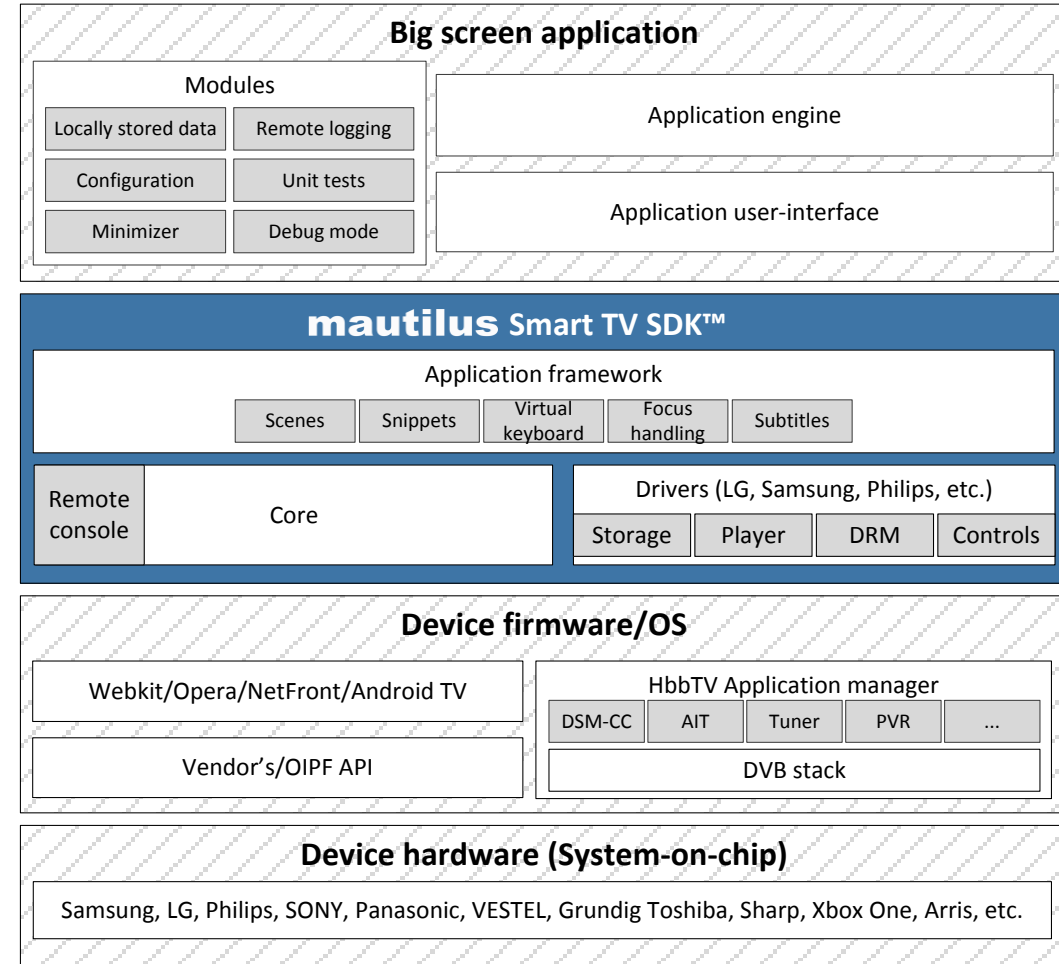 Big screen application
Modules
Locally stored data
Remote logging
Configuration
Unit tests
Minimizer
Debug mode
Application engine
Application user-interface
mautilus Smart TV SDK™
Application framework
Scenes
Snippets
Virtual
keyboard
Focus
handling
Subtitles
Remote
console
Core
Drivers (LG, Samsung, Philips, etc.)
Storage
Player
DRM
Controls
Device firmware/OS
Webkit/Opera/NetFront/Android TV
Vendor’s/OIPF API
HbbTV Application manager
DSM-CC
AIT
Tuner
PVR
...
DVB stack
Device hardware (System-on-chip)
Samsung, LG, Philips, SONY, Panasonic, VESTEL, Grundig Toshiba, Sharp, Xbox One, Arris, etc.